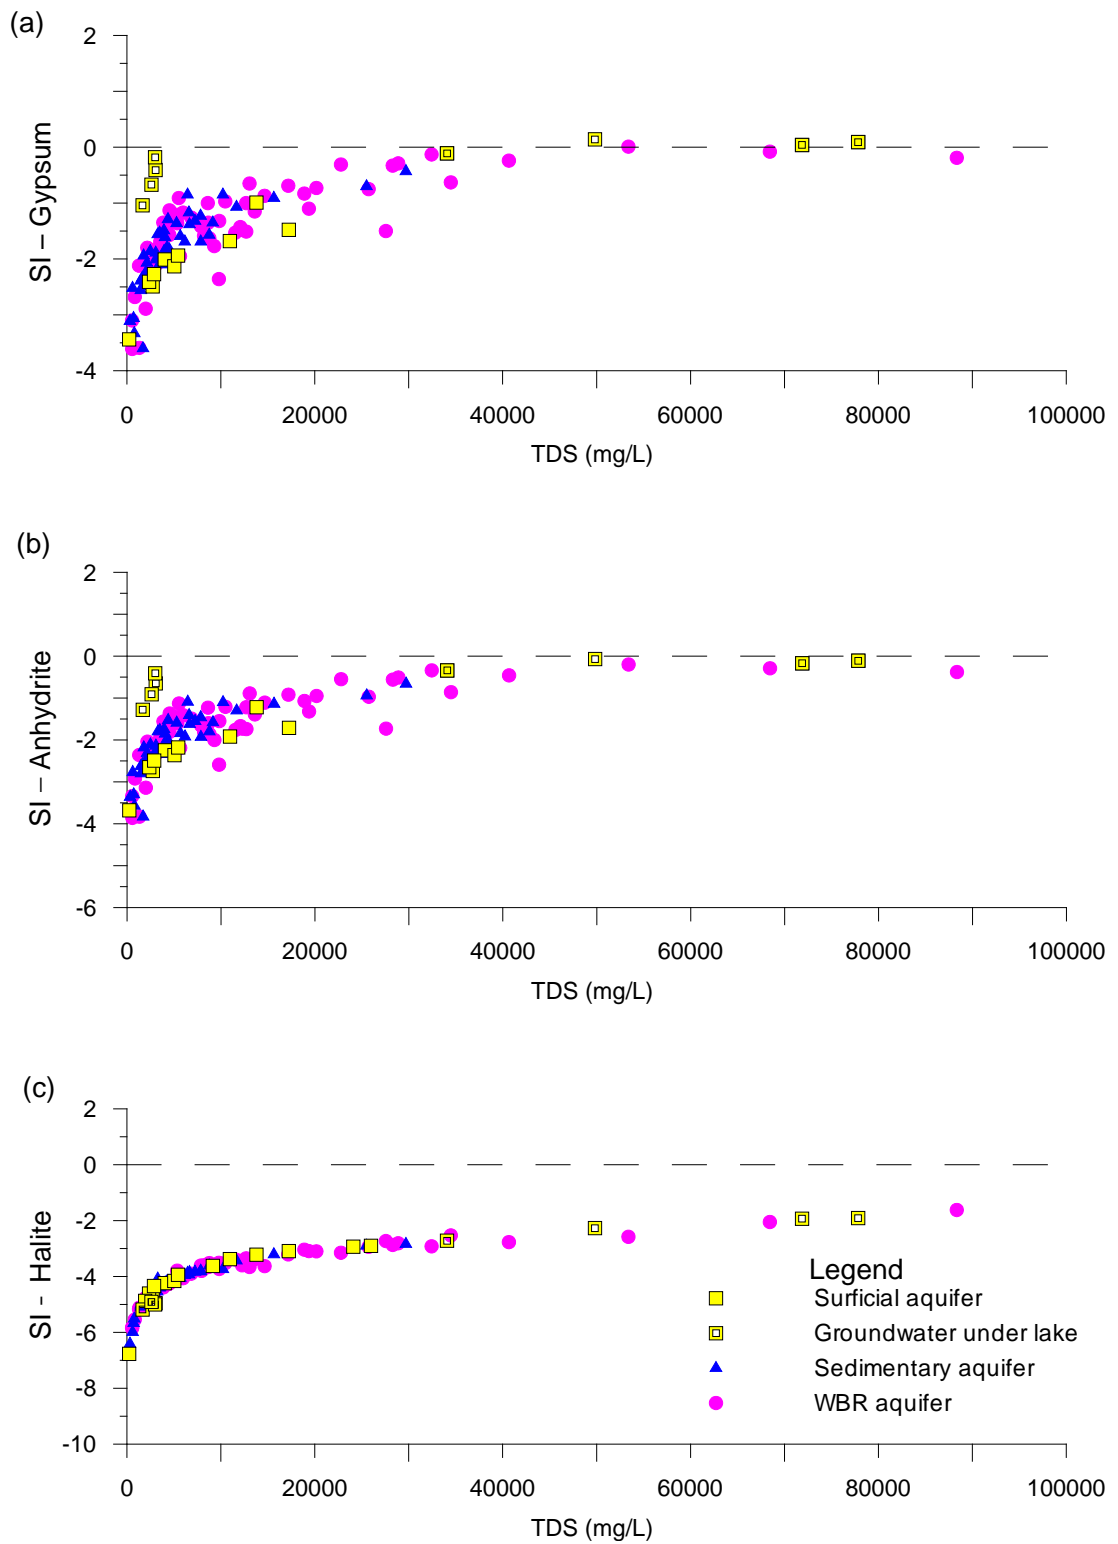 (a)
2
0
-2
-4
SI – Gypsum
0 20000 40000 60000 80000 100000
TDS (mg/L)
(b)
2
0
-2
-4
-6
SI – Anhydrite
0 20000 40000 60000 80000 100000
TDS (mg/L)
(c)
2
0
-2
-4
-6
-8
-10
SI - Halite
Legend
Surficial aquifer
Groundwater under lake
Sedimentary aquifer
WBR aquifer
0 20000 40000 60000 80000 100000
TDS (mg/L)